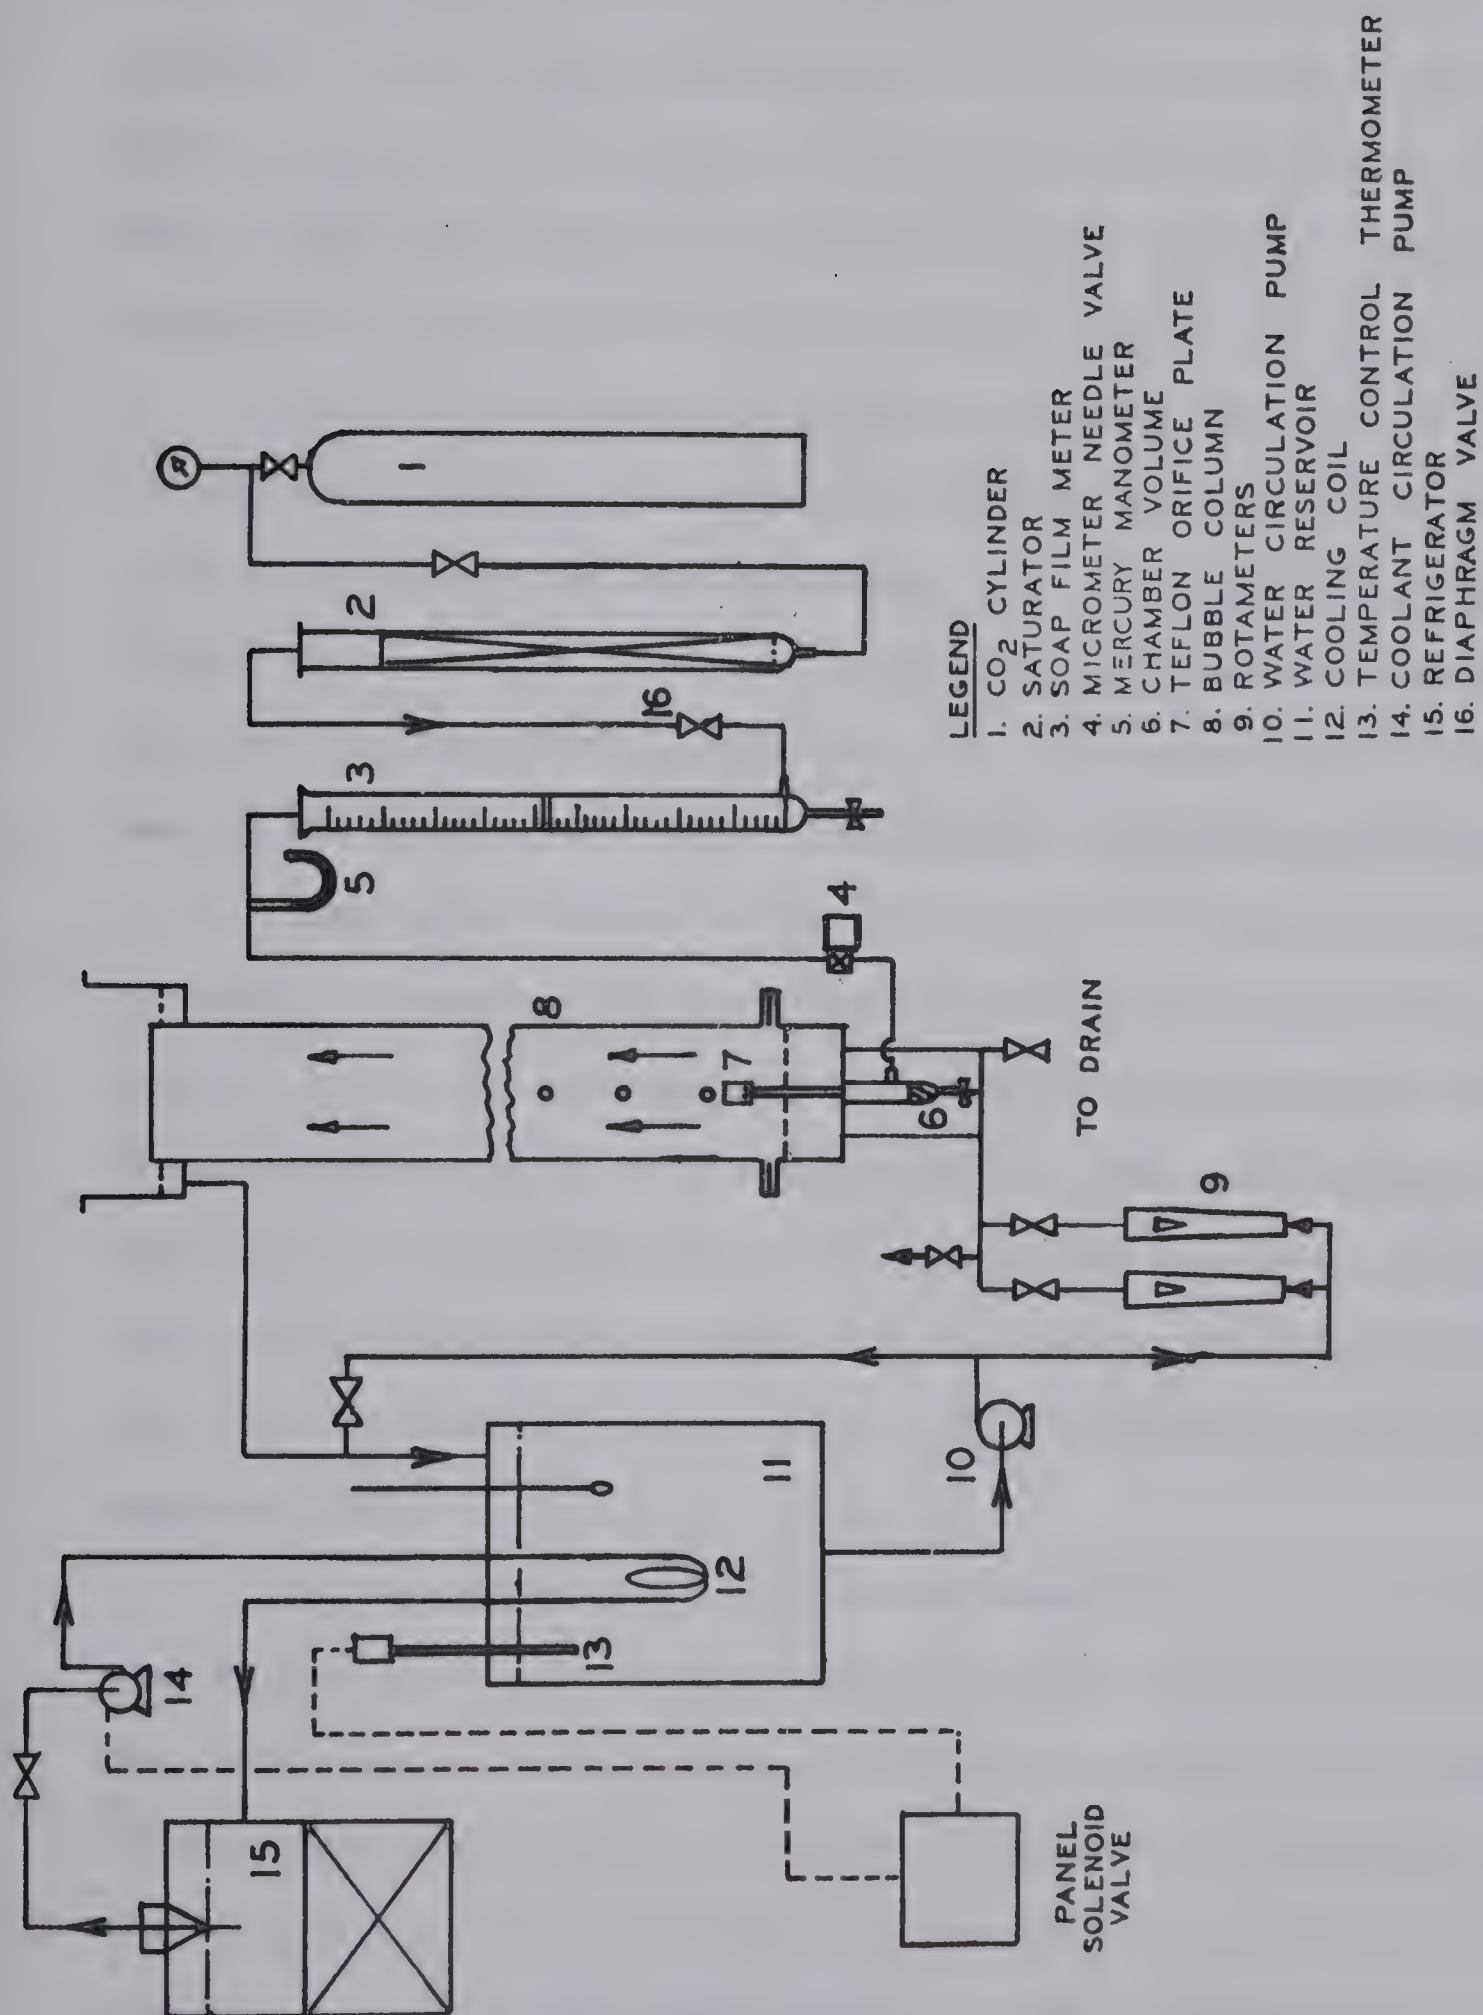 1
2
3
16
5
4
8
7
6
9
TO DRAIN
10
11
12
13
14
15
PANEL
SOLENOID
VALVE
LEGEND
1. CO2 CYLINDER
2. SATURATOR
3. SOAP FILM METER
4. MICROMETER NEEDLE VALVE
5. MERCURY MANOMETER
6. CHAMBER VOLUME
7. TEFLON ORIFICE PLATE
8. BUBBLE COLUMN
9. ROTAMETERS
10. WATER CIRCULATION PUMP
11. WATER RESERVOIR
12. COOLING COIL
13. TEMPERATURE CONTROL THERMOMETER
14. COOLANT CIRCULATION PUMP
15. REFRIGERATOR
16. DIAPHRAGM VALVE